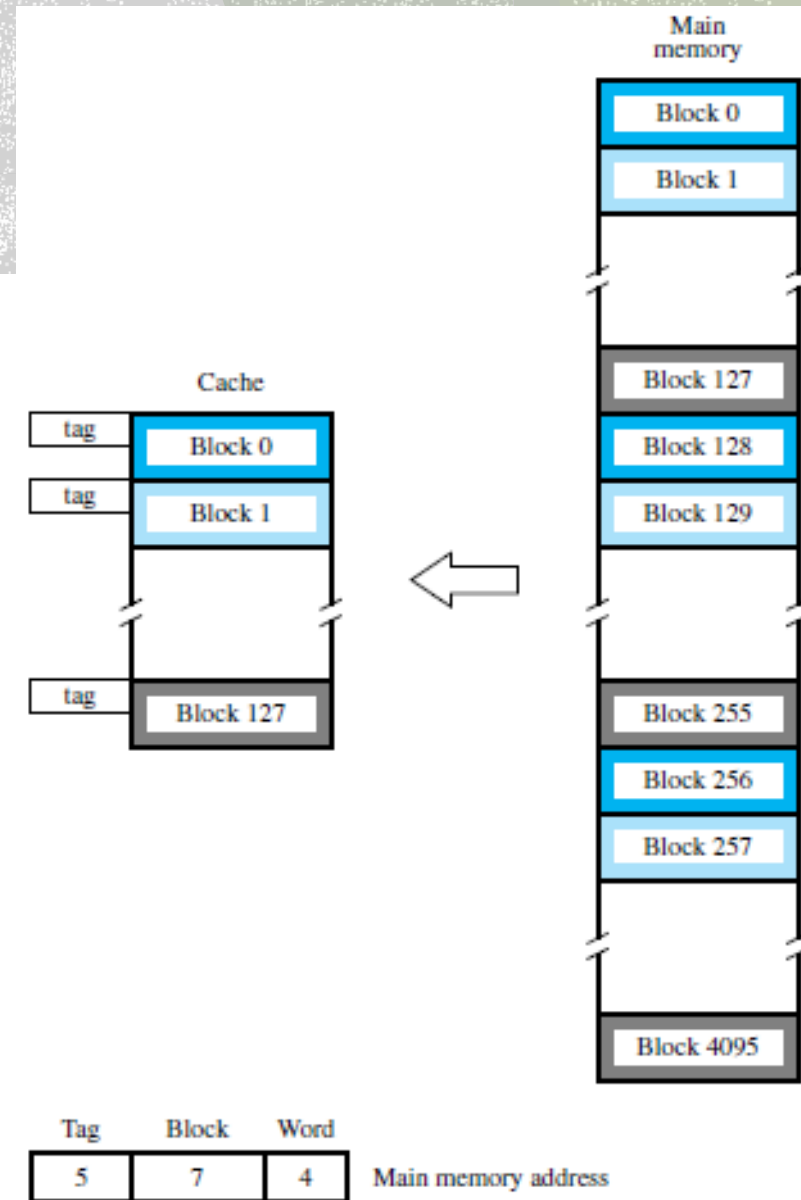 Main
memory
Block 0
Block 1
Block 127
Block 128
Block 129
Block 255
Block 256
Block 257
Block 4095
Cache
tag
Block 0
tag
Block 1
tag
Block 127
Tag Block Word
5 7 4 Main memory address